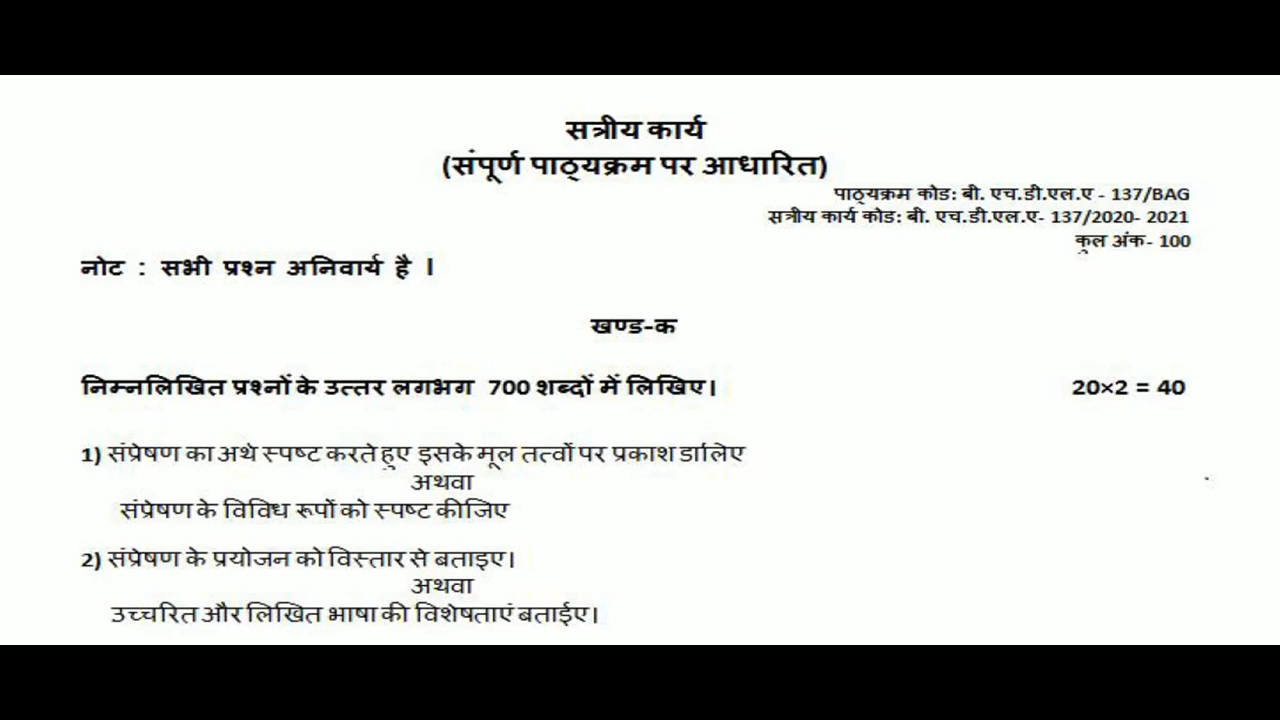 सत्रीय कार्य
(संपूर्ण पाठ्यक्रम पर आधारित)
पाठ्यक्रम कोड: बी. एच.डी.एल.ए - 137/BAG
सत्रीय कार्य कोड: बी. एच.डी.एल.ए- 137/2020- 2021
कुल अंक- 100
नोट : सभी प्रश्न अनिवार्य है ।
खण्ड-क
निम्नलिखित प्रश्नों के उत्तर लगभग 700 शब्दों में लिखिए। 20×2 = 40
1) संप्रेषण का अर्थ स्पष्ट करते हुए इसके मूल तत्वों पर प्रकाश डालिए
अथवा
संप्रेषण के विविध रूपों को स्पष्ट कीजिए
2) संप्रेषण के प्रयोजन को विस्तार से बताइए।
अथवा
उच्चरित और लिखित भाषा की विशेषताएं बताईए।